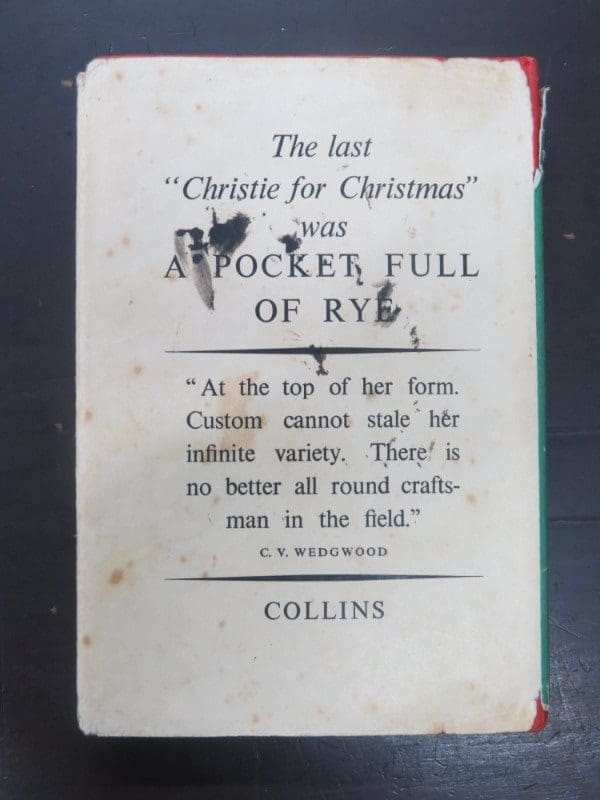 The last
“Christie for Christmas”
was
A POCKET FULL
OF RYE
“At the top of her form.
Custom cannot stale her
infinite variety. There is
no better all round crafts-
man in the field.”
C. V. WEDGWOOD
COLLINS